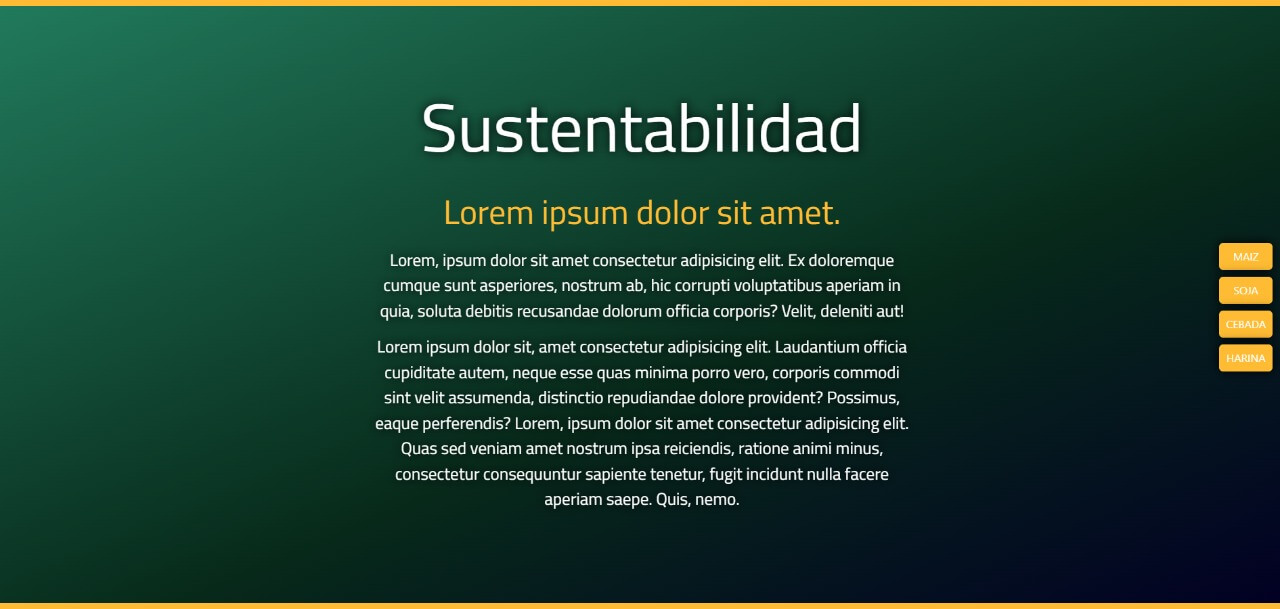 Sustentabilidad
Lorem ipsum dolor sit amet.
Lorem, ipsum dolor sit amet consectetur adipisicing elit. Ex doloremque
cumque sunt asperiores, nostrum ab, hic corrupti voluptatibus aperiam in
quia, soluta debitis recusandae dolorum officia corporis? Velit, deleniti aut!
Lorem ipsum dolor sit, amet consectetur adipisicing elit. Laudantium officia
cupiditate autem, neque esse quas minima porro vero, corporis commodi
sint velit assumenda, distinctio repudiandae dolore provident? Possimus,
eaque perferendis? Lorem, ipsum dolor sit amet consectetur adipisicing elit.
Quas sed veniam amet nostrum ipsa reiciendis, ratione animi minus,
consectetur consequuntur sapiente tenetur, fugit incidunt nulla facere
aperiam saepe. Quis, nemo.
MAIZ
SOJA
CEBADA
HARINA